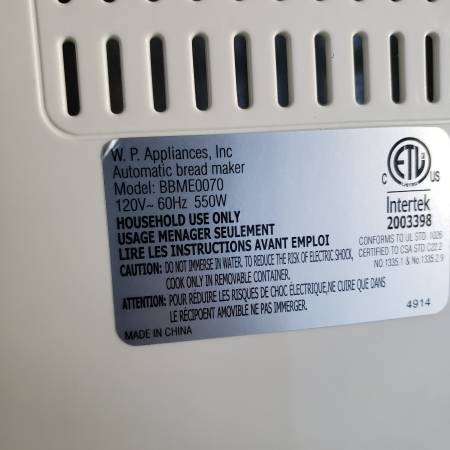 W. P. Appliances, Inc
Automatic bread maker
Model: BBME0070
120V~ 60Hz 550W
HOUSEHOLD USE ONLY
USAGE MENAGER SEULEMENT
LIRE LES INSTRUCTIONS AVANT EMPLOI
CAUTION: DO NOT IMMERSE IN WATER. TO REDUCE THE RISK OF ELECTRIC SHOCK,
COOK ONLY IN REMOVABLE CONTAINER.
ATTENTION: POUR RÉDUIRE LES RISQUES DE CHOC ÉLECTRIQUE,NE CUIRE QUE DANS
LE RÉCIPENT AMOVIBLE NE PAS IMMERGER.
MADE IN CHINA
ETL
C US
Intertek
2003398
CONFORMS TO UL STD. 1026
CERTIFIED TO CSA STD. C22.2
NO.1335.1 & No.1335.2.9
4914